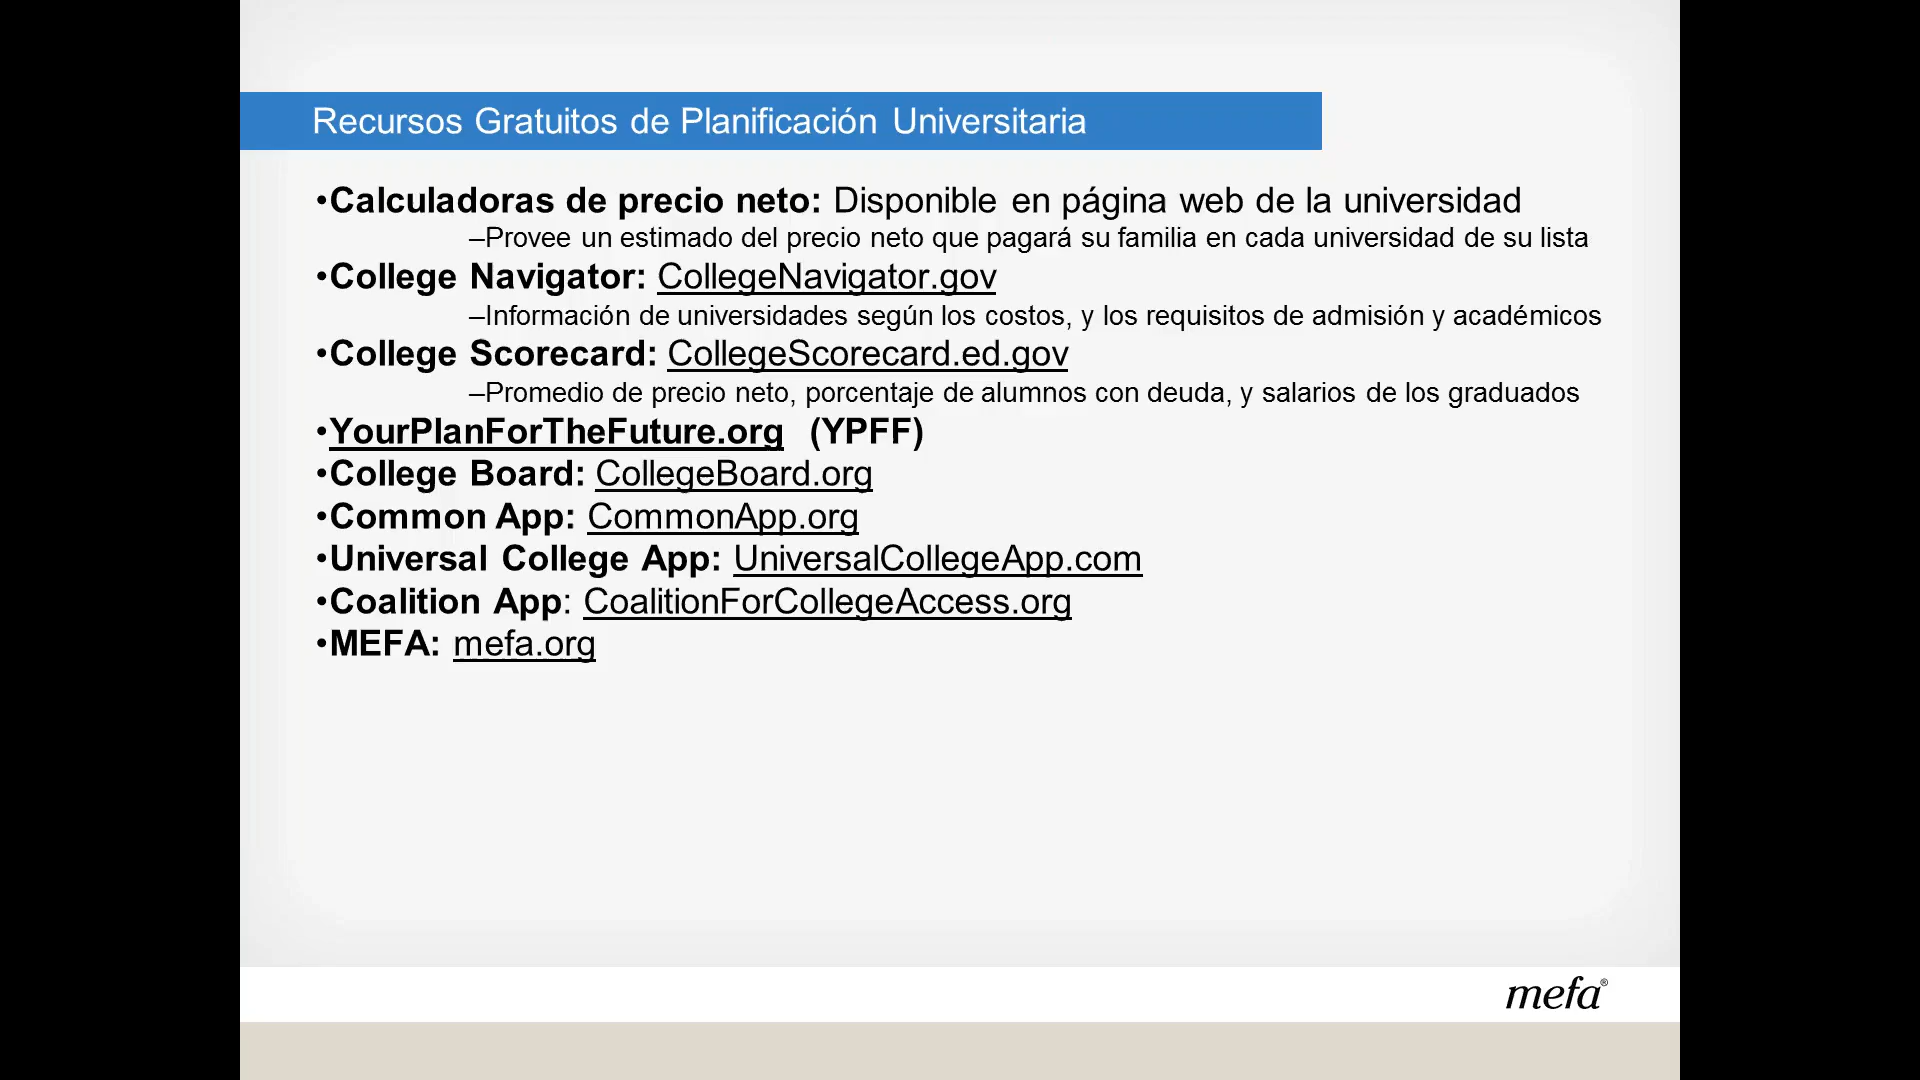 Recursos Gratuitos de Planificación Universitaria
•Calculadoras de precio neto: Disponible en página web de la universidad
–Provee un estimado del precio neto que pagará su familia en cada universidad de su lista
•College Navigator: CollegeNavigator.gov
–Información de universidades según los costos, y los requisitos de admisión y académicos
•College Scorecard: CollegeScorecard.ed.gov
–Promedio de precio neto, porcentaje de alumnos con deuda, y salarios de los graduados
•YourPlanForTheFuture.org (YPFF)
•College Board: CollegeBoard.org
•Common App: CommonApp.org
•Universal College App: UniversalCollegeApp.com
•Coalition App: CoalitionForCollegeAccess.org
•MEFA: mefa.org
mefa®